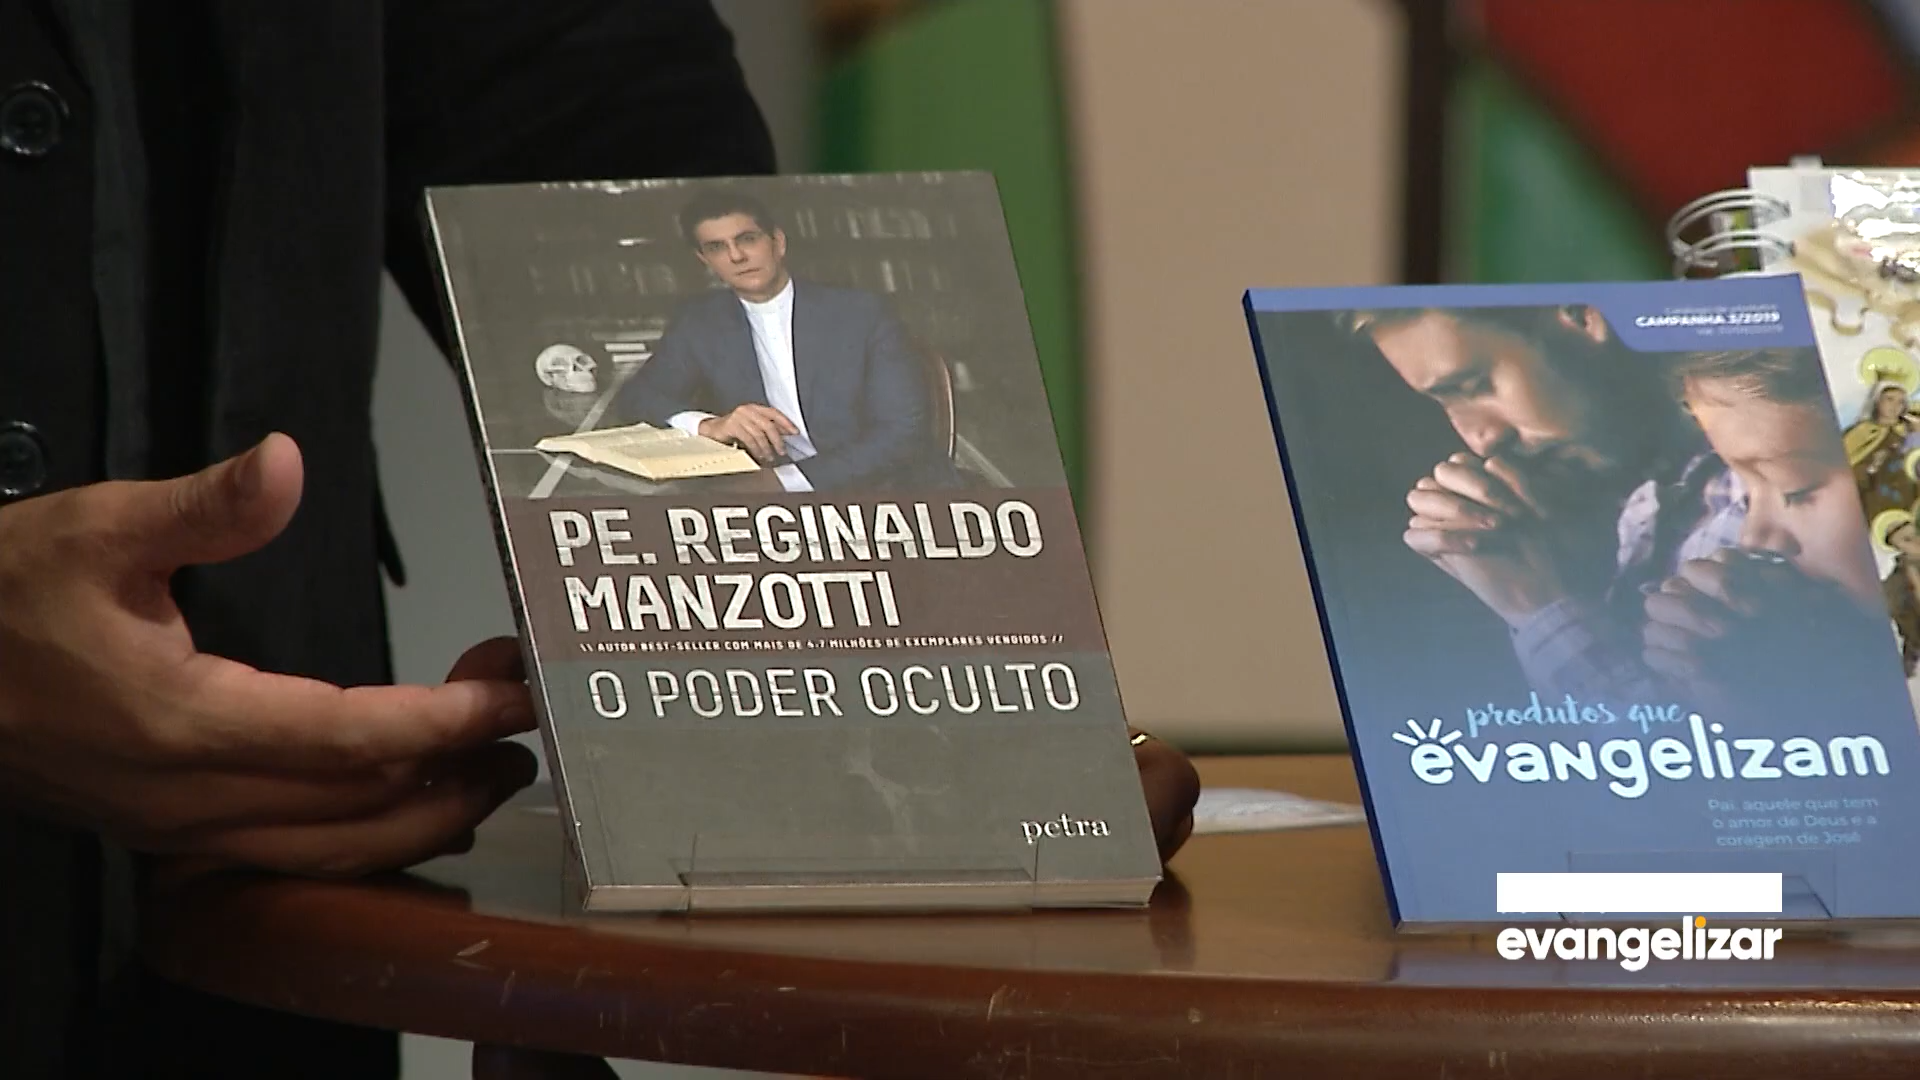 PE. REGINALDO
MANZOTTI
\\ AUTOR BEST-SELLER COM MAIS DE 4,7 MILHÕES DE EXEMPLARES VENDIDOS //
O PODER OCULTO
petra
CAMPANHA 3/2019
produtos que
evangelizam
Pai, aquele que tem
o amor de Deus e a
coragem de José
evangelizar